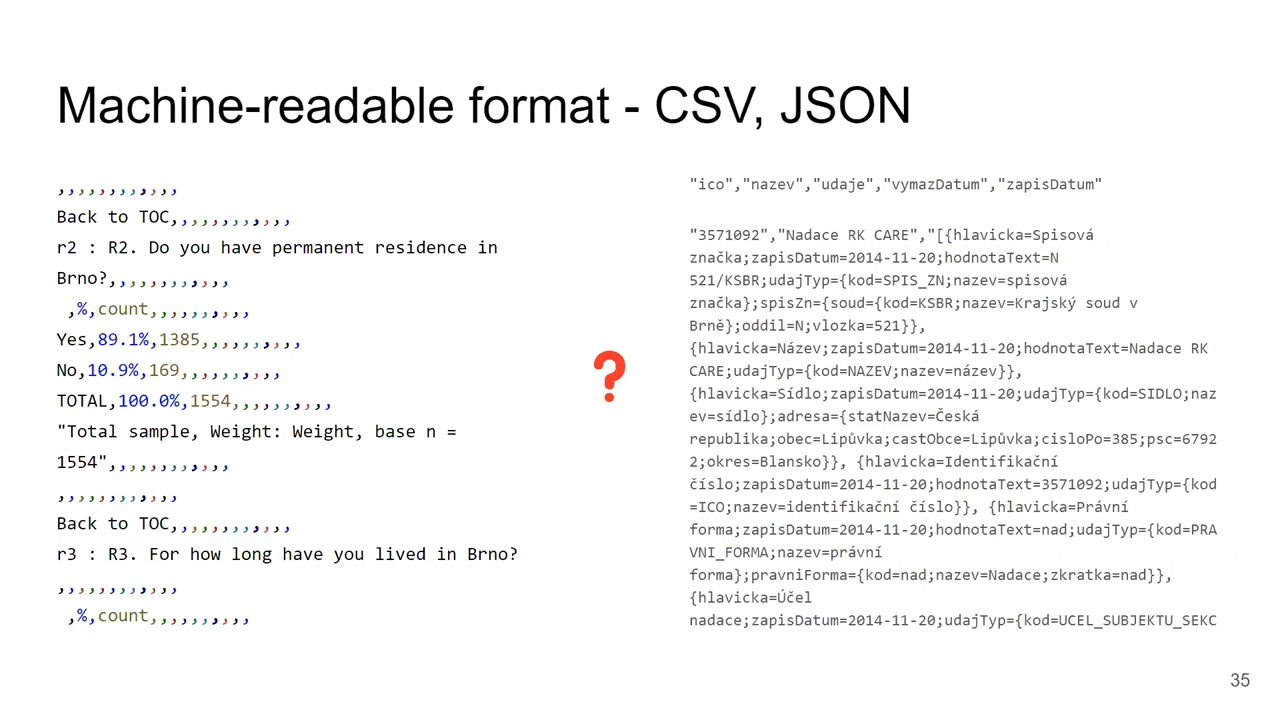 Machine-readable format - CSV, JSON
,,,,,,,,,,,,
Back to TOC,,,,,,,,,,,,
r2 : R2. Do you have permanent residence in
Brno?,,,,,,,,,,,,
,%,count,,,,,,,,,,
Yes,89.1%,1385,,,,,,,,,,
No,10.9%,169,,,,,,,,,,
TOTAL,100.0%,1554,,,,,,,,,,
"Total sample, Weight: Weight, base n =
1554",,,,,,,,,,,,
,,,,,,,,,,,,
Back to TOC,,,,,,,,,,,,
r3 : R3. For how long have you lived in Brno?
,,,,,,,,,,,,
,%,count,,,,,,,,,,
?
"ico","nazev","udaje","vymazDatum","zapisDatum"
"3571092","Nadace RK CARE","[{hlavicka=Spisová
značka;zapisDatum=2014-11-20;hodnotaText=N
521/KSBR;udajTyp={kod=SPIS_ZN;nazev=spisová
značka};spisZn={soud={kod=KSBR;nazev=Krajský soud v
Brně};oddil=N;vlozka=521}},
{hlavicka=Název;zapisDatum=2014-11-20;hodnotaText=Nadace RK
CARE;udajTyp={kod=NAZEV;nazev=název}},
{hlavicka=Sídlo;zapisDatum=2014-11-20;udajTyp={kod=SIDLO;naz
ev=sídlo};adresa={statNazev=Česká
republika;obec=Lipůvka;castObce=Lipůvka;cisloPo=385;psc=6792
2;okres=Blansko}}, {hlavicka=Identifikační
číslo;zapisDatum=2014-11-20;hodnotaText=3571092;udajTyp={kod
=ICO;nazev=identifikační číslo}}, {hlavicka=Právní
forma;zapisDatum=2014-11-20;hodnotaText=nad;udajTyp={kod=PRA
VNI_FORMA;nazev=právní
forma};pravniForma={kod=nad;nazev=Nadace;zkratka=nad}},
{hlavicka=Účel
nadace;zapisDatum=2014-11-20;udajTyp={kod=UCEL_SUBJEKTU_SEKC
35